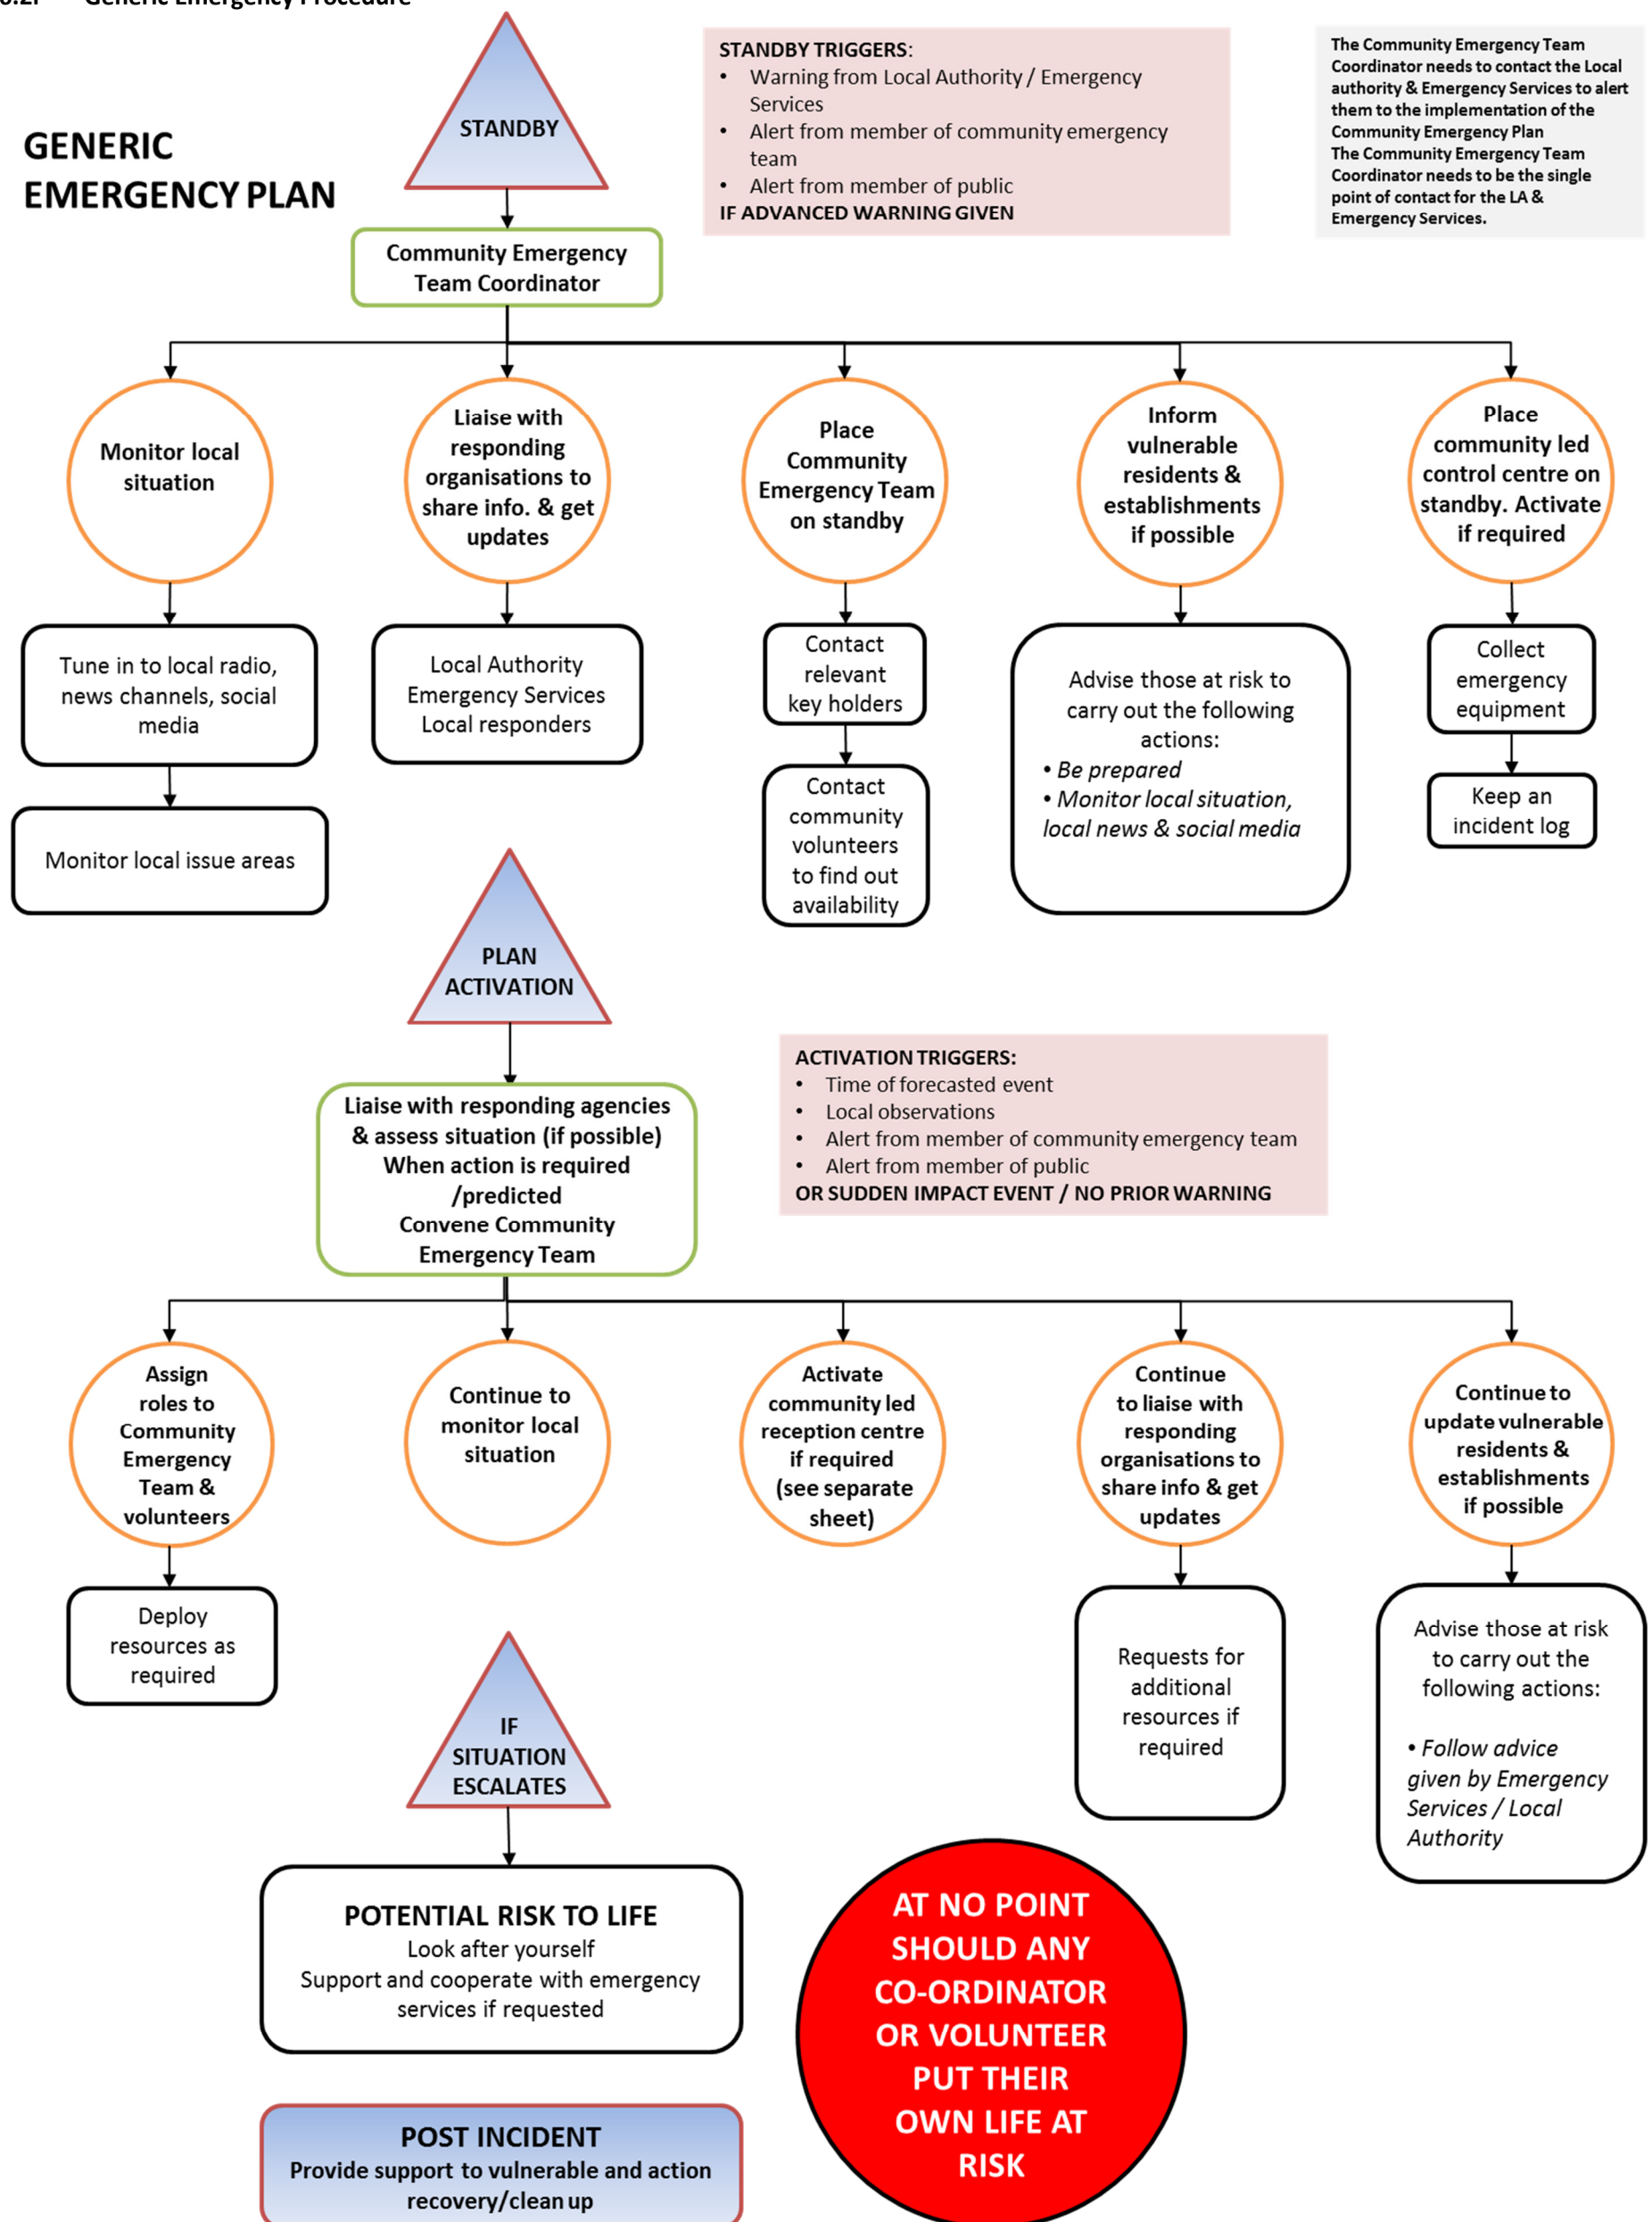 Generic Emergency Procedure
GENERIC
EMERGENCY PLAN
STANDBY
STANDBY TRIGGERS:
• Warning from Local Authority / Emergency
Services
• Alert from member of community emergency
team
• Alert from member of public
IF ADVANCED WARNING GIVEN
The Community Emergency Team
Coordinator needs to contact the Local
authority & Emergency Services to alert
them to the implementation of the
Community Emergency Plan
The Community Emergency Team
Coordinator needs to be the single
point of contact for the LA &
Emergency Services.
Community Emergency
Team Coordinator
Monitor local
situation
Liaise with
responding
organisations to
share info. & get
updates
Place
Community
Emergency Team
on standby
Inform
vulnerable
residents &
establishments
if possible
Place
community led
control centre on
standby. Activate
if required
Tune in to local radio,
news channels, social
media
Monitor local issue areas
Local Authority
Emergency Services
Local responders
Contact
relevant
key holders
Contact
community
volunteers
to find out
availability
Advise those at risk to
carry out the following
actions:
• Be prepared
• Monitor local situation,
local news & social media
Collect
emergency
equipment
Keep an
incident log
PLAN
ACTIVATION
Liaise with responding agencies
& assess situation (if possible)
When action is required
/predicted
Convene Community
Emergency Team
ACTIVATION TRIGGERS:
• Time of forecasted event
• Local observations
• Alert from member of community emergency team
• Alert from member of public
OR SUDDEN IMPACT EVENT / NO PRIOR WARNING
Assign
roles to
Community
Emergency
Team &
volunteers
Continue to
monitor local
situation
Activate
community led
reception centre
if required
(see separate
sheet)
Continue
to liaise with
responding
organisations to
share info & get
updates
Continue to
update vulnerable
residents &
establishments
if possible
Deploy
resources as
required
Requests for
additional
resources if
required
Advise those at risk
to carry out the
following actions:
• Follow advice
given by Emergency
Services / Local
Authority
IF
SITUATION
ESCALATES
POTENTIAL RISK TO LIFE
Look after yourself
Support and cooperate with emergency
services if requested
AT NO POINT
SHOULD ANY
CO-ORDINATOR
OR VOLUNTEER
PUT THEIR
OWN LIFE AT
RISK
POST INCIDENT
Provide support to vulnerable and action
recovery/clean up